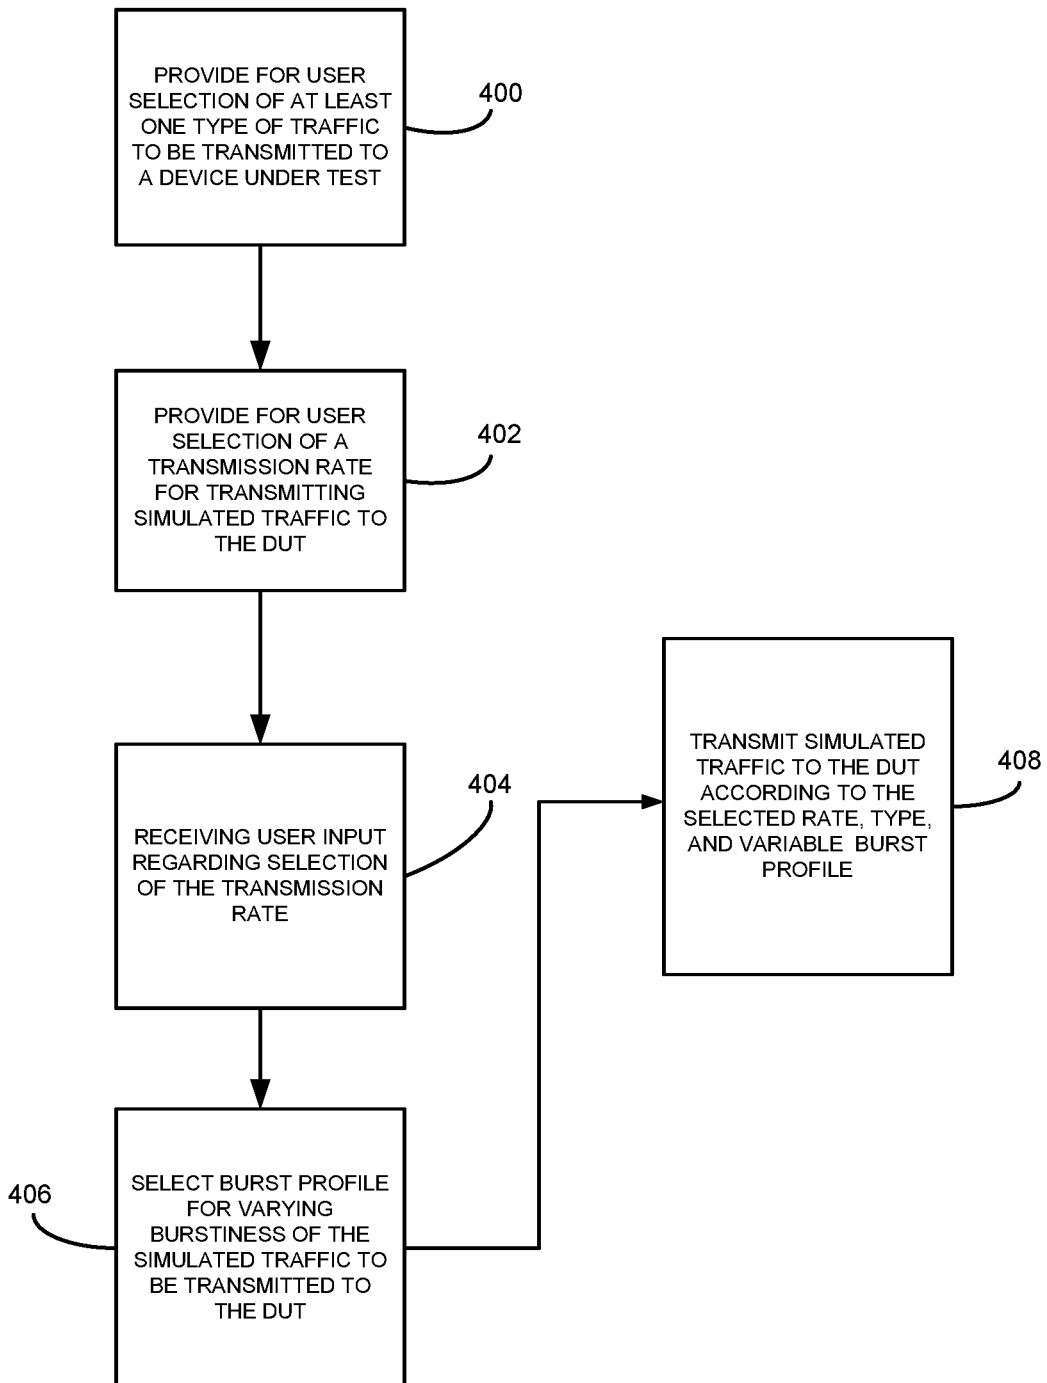 PROVIDE FOR USER
SELECTION OF AT LEAST
ONE TYPE OF TRAFFIC
TO BE TRANSMITTED TO
A DEVICE UNDER TEST
400
PROVIDE FOR USER
SELECTION OF A
TRANSMISSION RATE
FOR TRANSMITTING
SIMULATED TRAFFIC TO
THE DUT
402
RECEIVING USER INPUT
REGARDING SELECTION
OF THE TRANSMISSION
RATE
404
SELECT BURST PROFILE
FOR VARYING
BURSTINESS OF THE
SIMULATED TRAFFIC TO
BE TRANSMITTED TO
THE DUT
406
TRANSMIT SIMULATED
TRAFFIC TO THE DUT
ACCORDING TO THE
SELECTED RATE, TYPE,
AND VARIABLE BURST
PROFILE
408